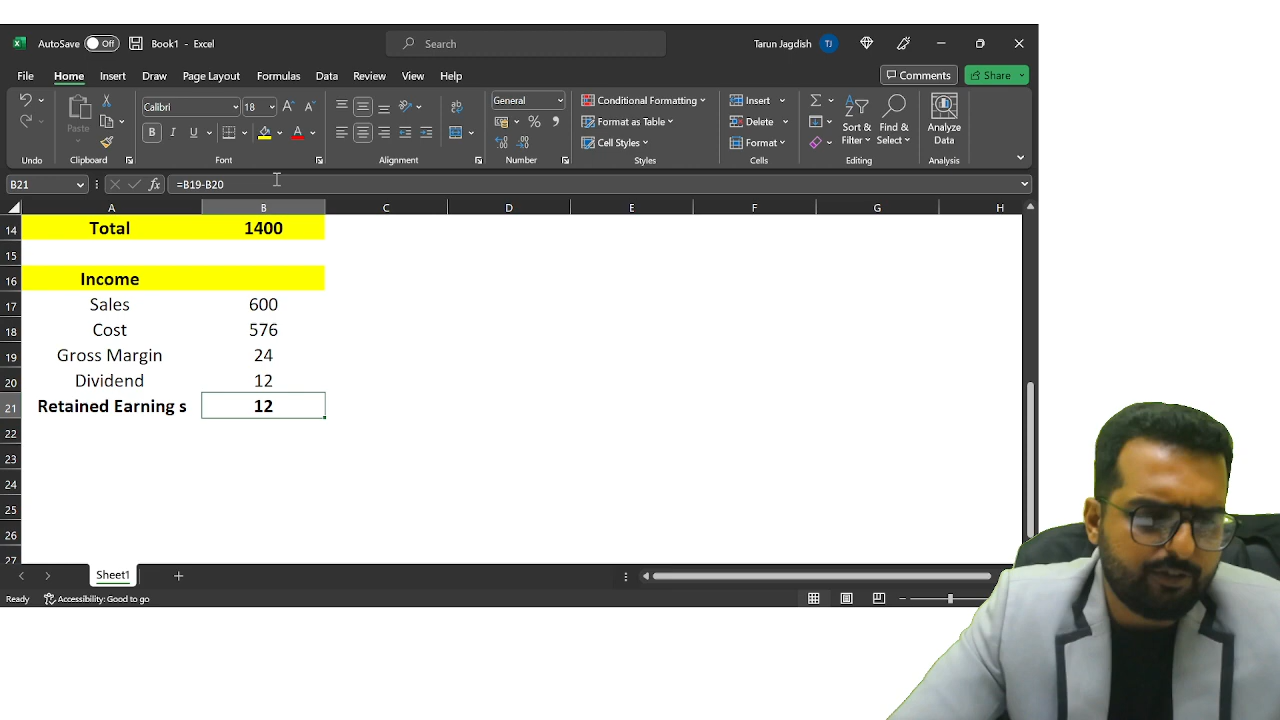 AutoSave Off Book1 - Excel Search Tarun Jagdish TJ
File Home Insert Draw Page Layout Formulas Data Review View Help Comments Share
Paste Calibri 18 General Conditional Formatting Insert Sort & Filter Find & Select Analyze Data
B I U % Format as Table Delete
Cell Styles Format
Undo Clipboard Font Alignment Number Styles Cells Editing Analysis
B21 fx =B19-B20
A B C D E F G H
14 Total 1400
15
16 Income
17 Sales 600
18 Cost 576
19 Gross Margin 24
20 Dividend 12
21 Retained Earning s 12
22
23
24
25
26
27
Sheet1
Ready Accessibility: Good to go